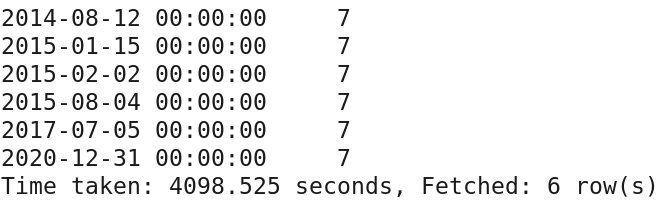 2014-08-12 00:00:00     7
2015-01-15 00:00:00     7
2015-02-02 00:00:00     7
2015-08-04 00:00:00     7
2017-07-05 00:00:00     7
2020-12-31 00:00:00     7
Time taken: 4098.525 seconds, Fetched: 6 row(s)